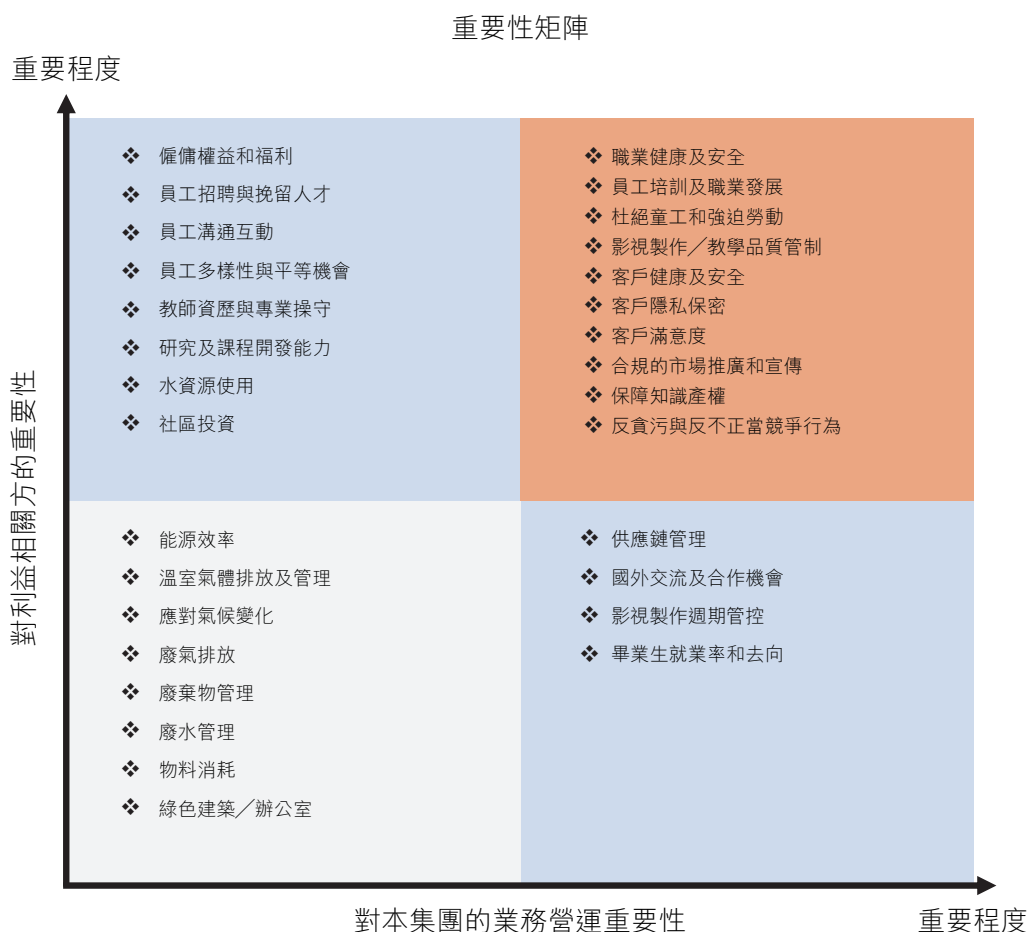 重要性矩陣
重要程度
❖ 僱傭權益和福利
❖ 員工招聘與挽留人才
❖ 員工溝通互動
❖ 員工多樣性與平等機會
❖ 教師資歷與專業操守
❖ 研究及課程開發能力
❖ 水資源使用
❖ 社區投資
❖ 職業健康及安全
❖ 員工培訓及職業發展
❖ 杜絕童工和強迫勞動
❖ 影視製作／教學品質管制
❖ 客戶健康及安全
❖ 客戶隱私保密
❖ 客戶滿意度
❖ 合規的市場推廣和宣傳
❖ 保障知識產權
❖ 反貪污與反不正當競爭行為
對利益相關方的重要性
❖ 能源效率
❖ 溫室氣體排放及管理
❖ 應對氣候變化
❖ 廢氣排放
❖ 廢棄物管理
❖ 廢水管理
❖ 物料消耗
❖ 綠色建築／辦公室
❖ 供應鏈管理
❖ 國外交流及合作機會
❖ 影視製作週期管控
❖ 畢業生就業率和去向
對本集團的業務營運重要性
重要程度